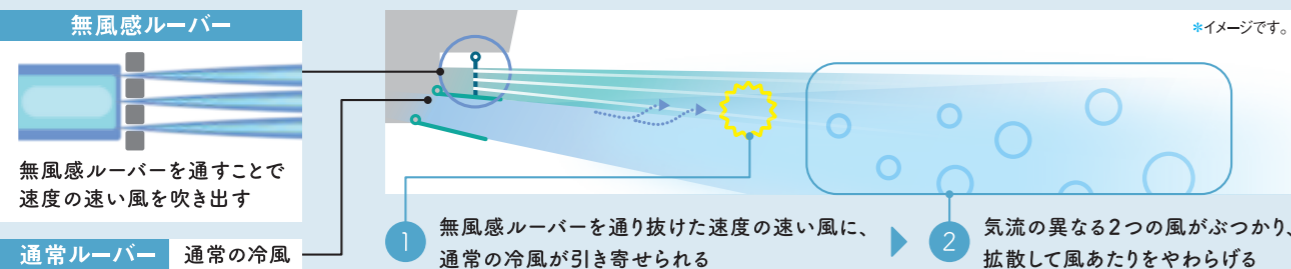 無風感ルーバー
*イメージです。
無風感ルーバーを通すことで
速度の速い風を吹き出す
通常ルーバー 通常の冷風
1 無風感ルーバーを通り抜けた速度の速い風に、
通常の冷風が引き寄せられる
2 気流の異なる2つの風がぶつかり、
拡散して風あたりをやわらげる